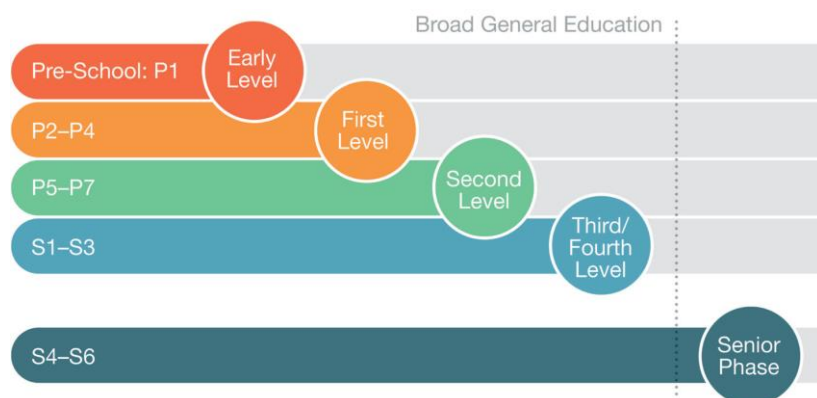 Broad General Education
Pre-School: P1
Early
Level
P2–P4
First
Level
P5–P7
Second
Level
S1–S3
Third/
Fourth
Level
S4–S6
Senior
Phase